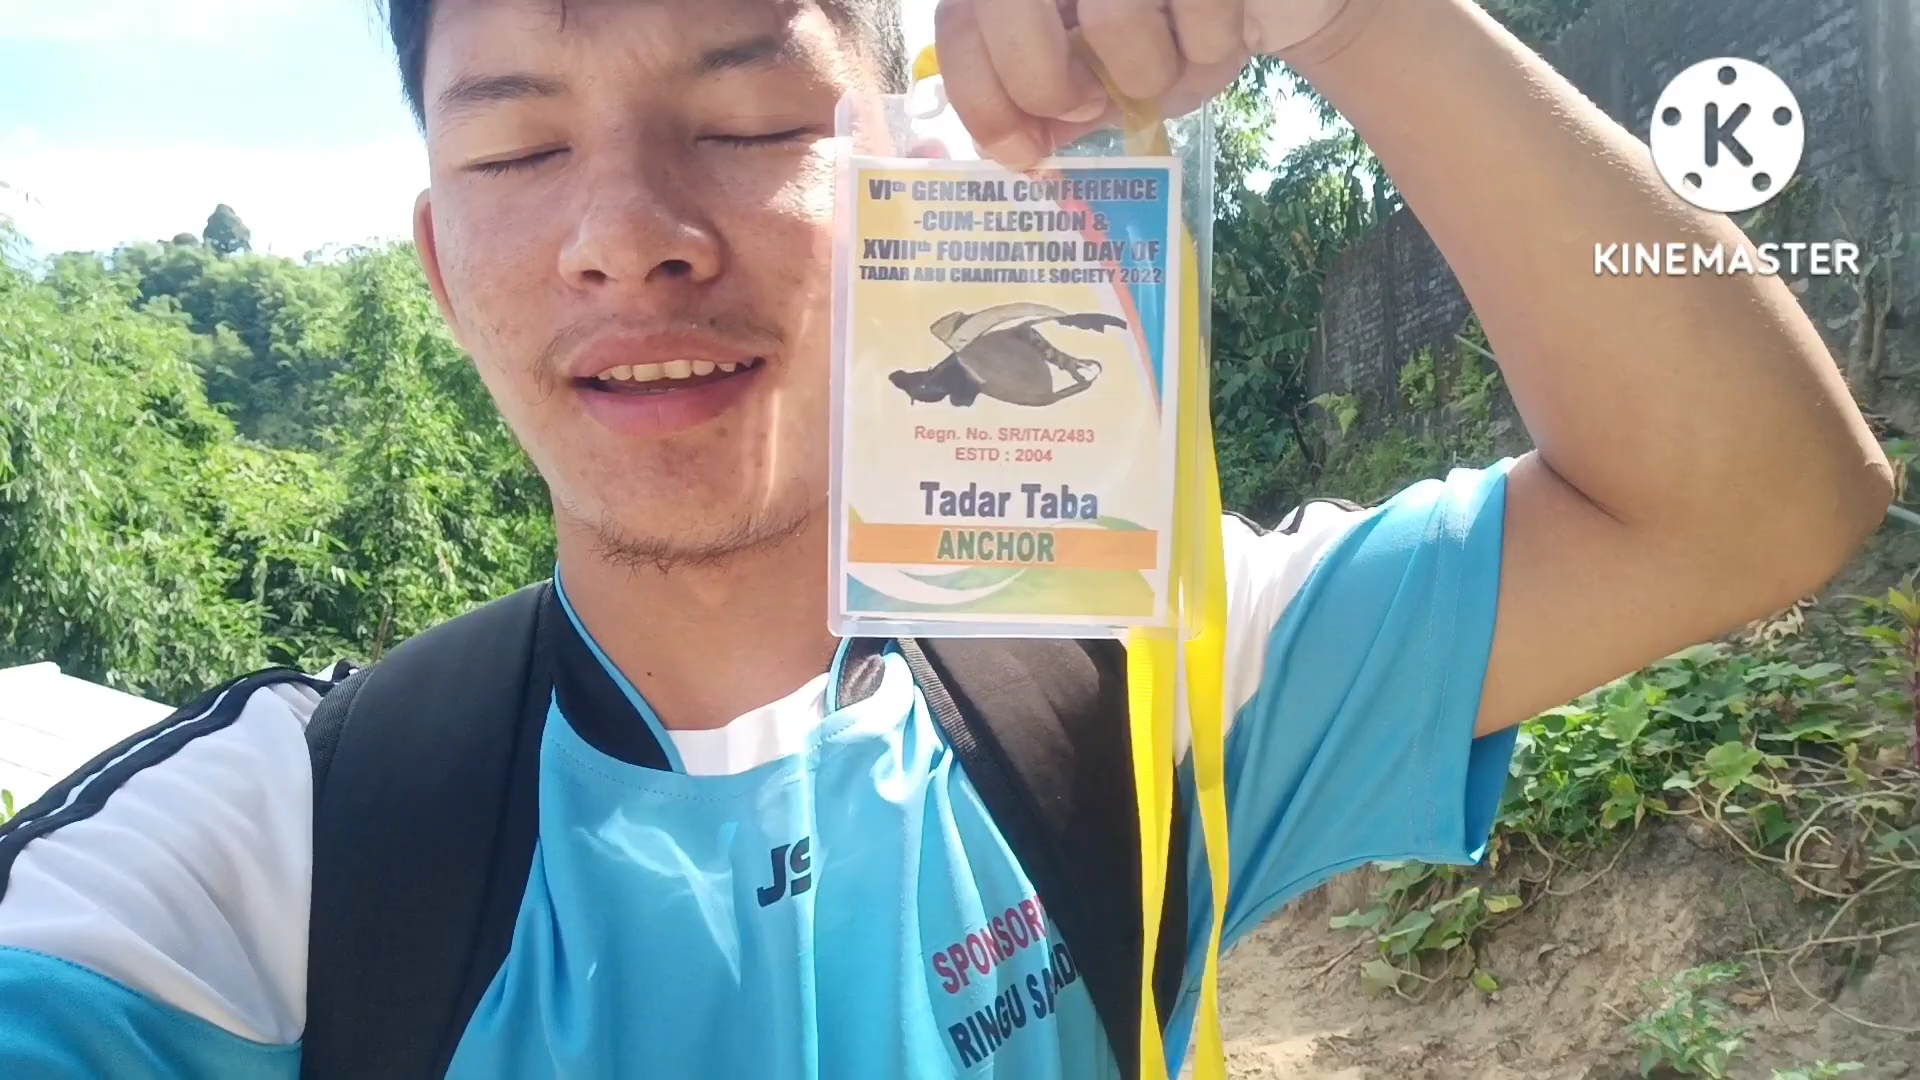 VIth GENERAL CONFERENCE
-CUM-ELECTION &
XVIIIth FOUNDATION DAY OF
TADAR ABU CHARITABLE SOCIETY 2022
Regn. No. SR/ITA/2483
ESTD : 2004
Tadar Taba
ANCHOR
K
KINEMASTER
JS
SPONSOR
RINGU